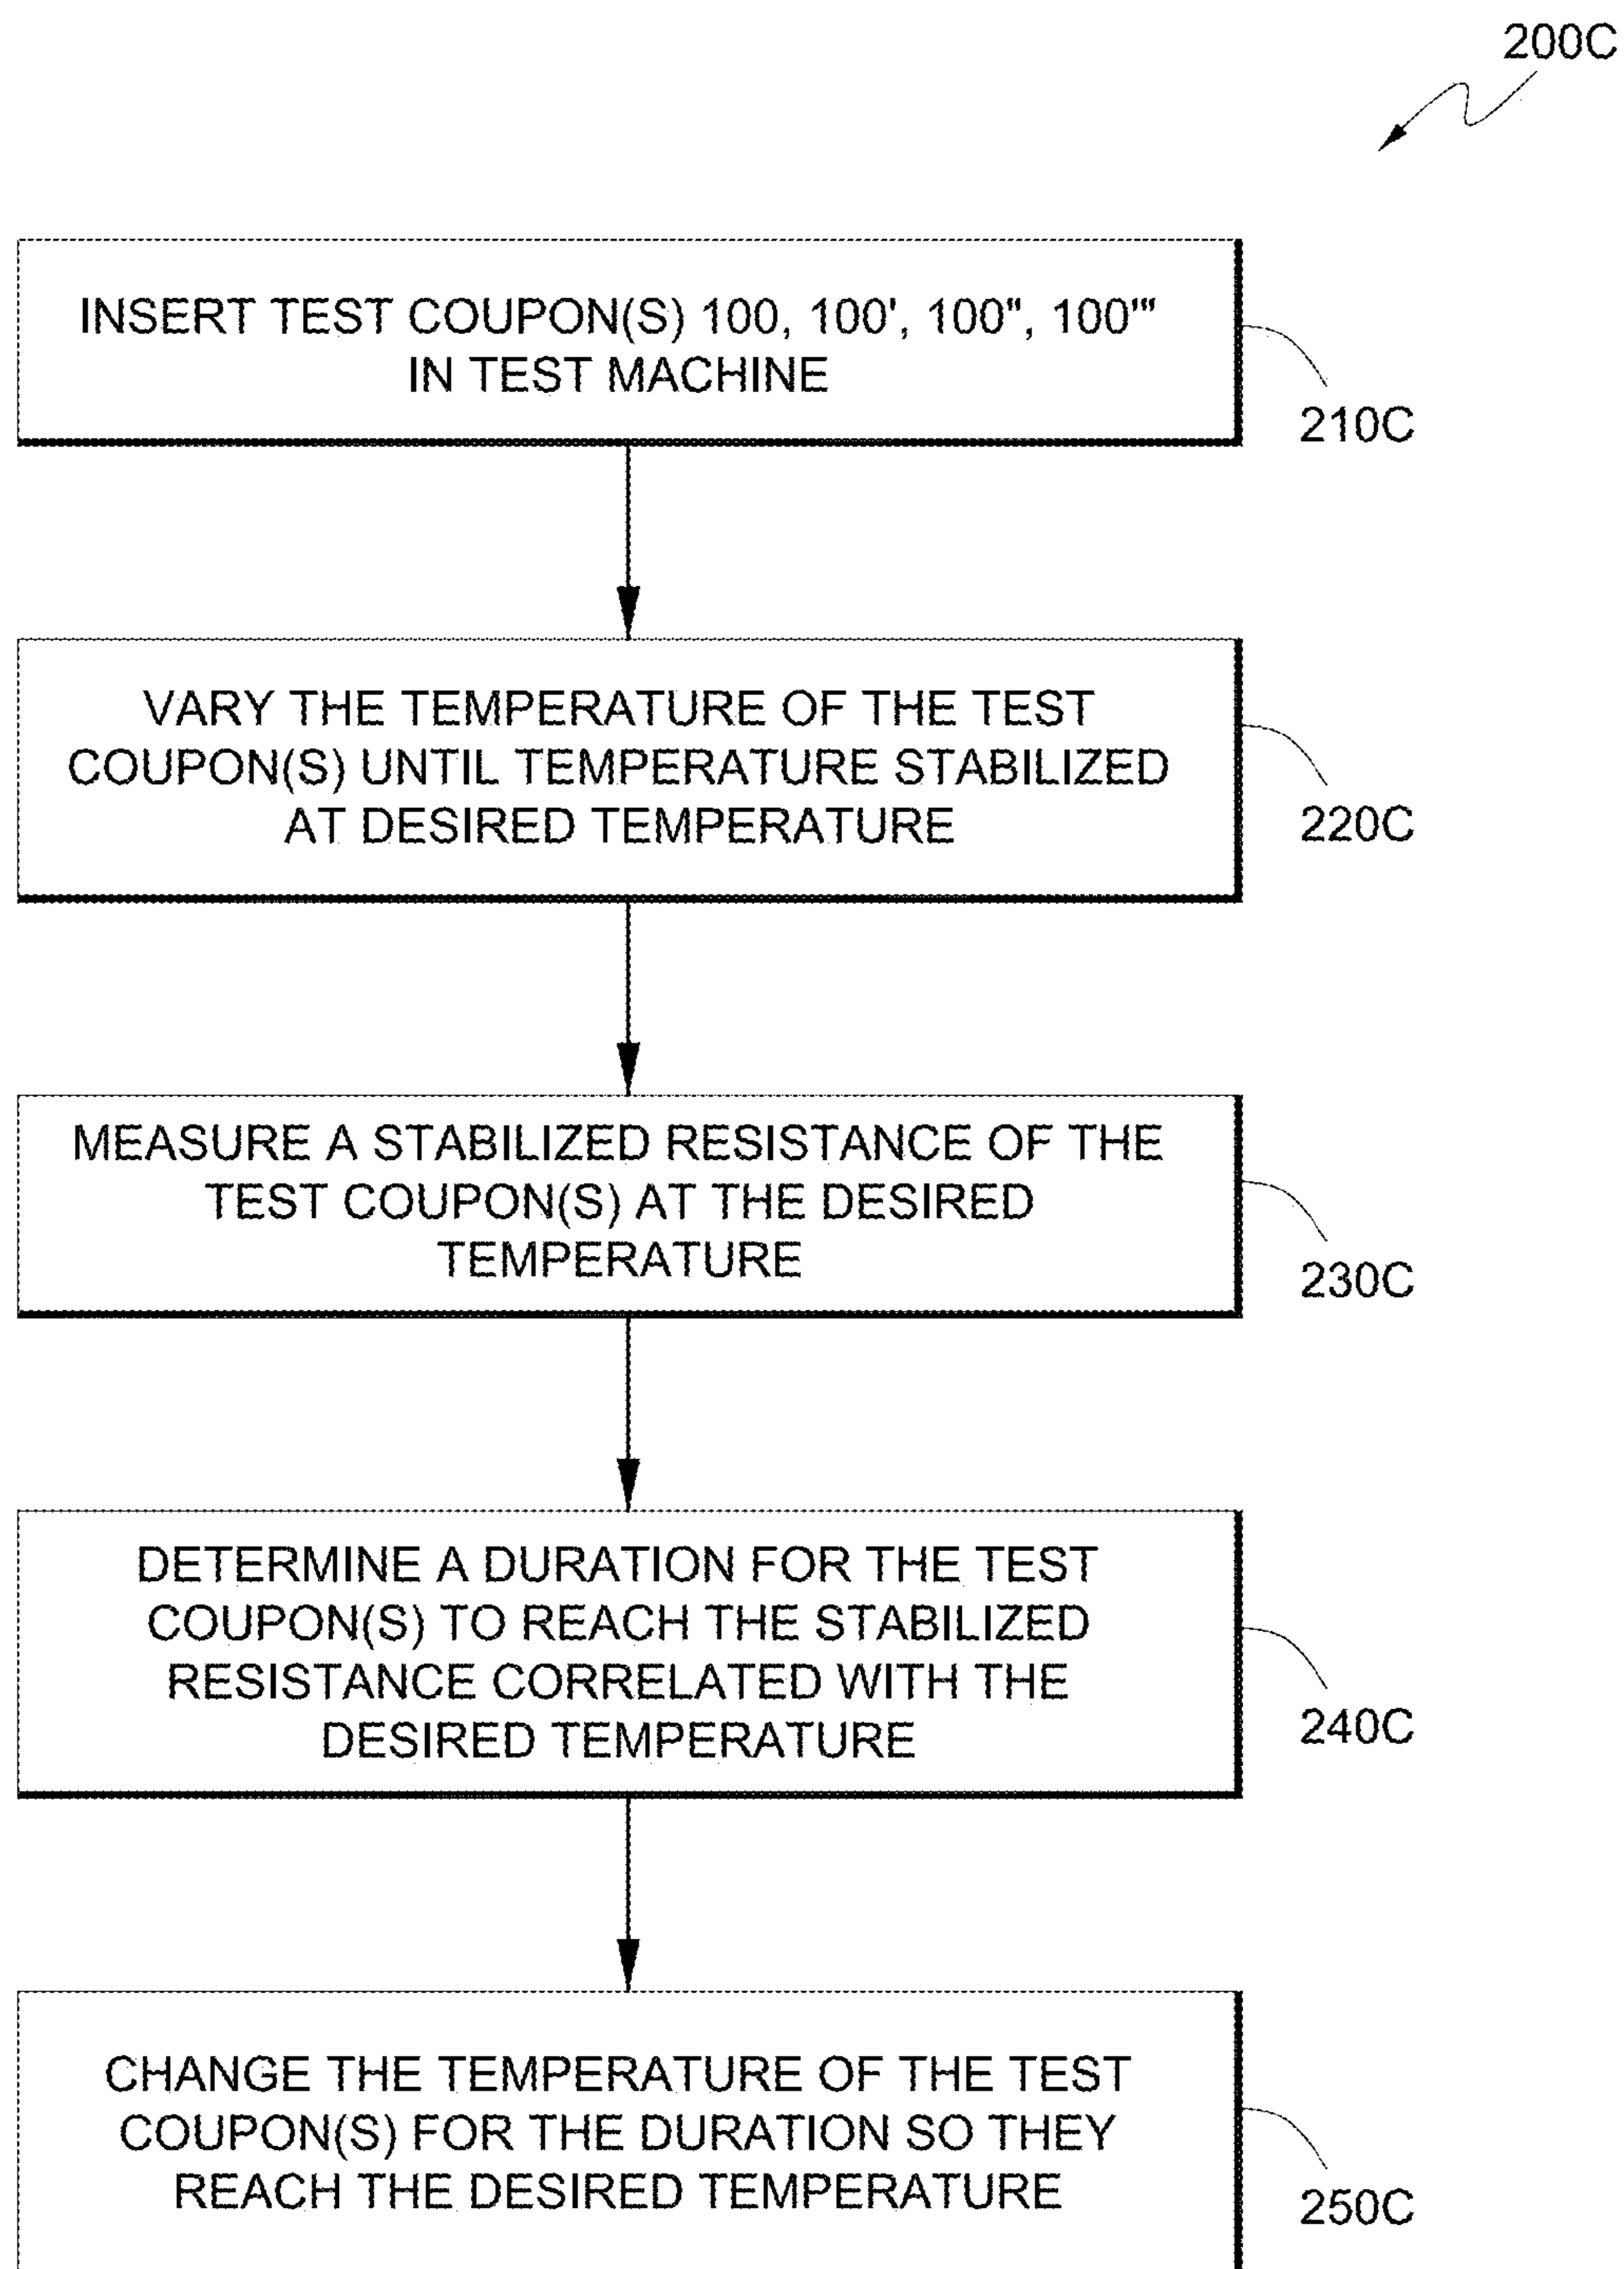 200C
INSERT TEST COUPON(S) 100, 100', 100", 100'"
IN TEST MACHINE
210C
VARY THE TEMPERATURE OF THE TEST
COUPON(S) UNTIL TEMPERATURE STABILIZED
AT DESIRED TEMPERATURE
220C
MEASURE A STABILIZED RESISTANCE OF THE
TEST COUPON(S) AT THE DESIRED
TEMPERATURE
230C
DETERMINE A DURATION FOR THE TEST
COUPON(S) TO REACH THE STABILIZED
RESISTANCE CORRELATED WITH THE
DESIRED TEMPERATURE
240C
CHANGE THE TEMPERATURE OF THE TEST
COUPON(S) FOR THE DURATION SO THEY
REACH THE DESIRED TEMPERATURE
250C